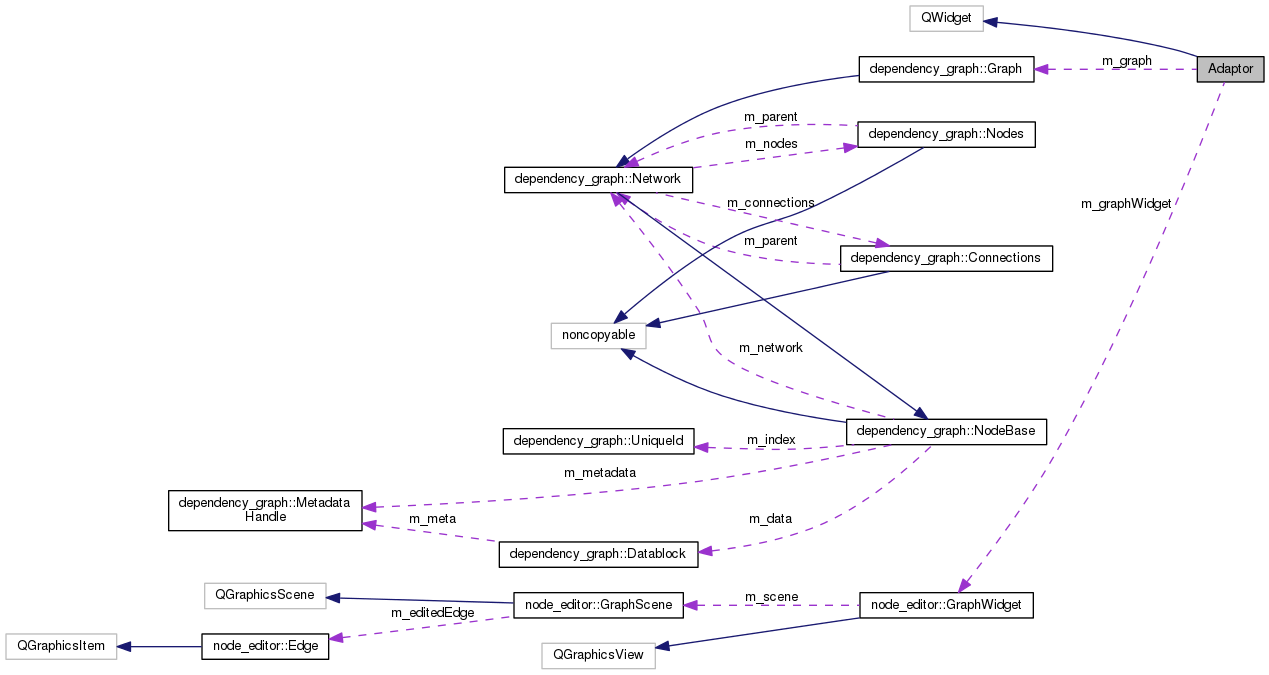 QWidget
Adaptor
m_graph
dependency_graph::Graph
m_parent
dependency_graph::Nodes
m_nodes
dependency_graph::Network
m_connections
m_graphWidget
m_parent
dependency_graph::Connections
noncopyable
m_network
dependency_graph::NodeBase
dependency_graph::UniqueId
m_index
m_metadata
dependency_graph::Metadata
Handle
m_meta
m_data
dependency_graph::Datablock
QGraphicsScene
node_editor::GraphScene
m_scene
node_editor::GraphWidget
m_editedEdge
QGraphicsItem
node_editor::Edge
QGraphicsView